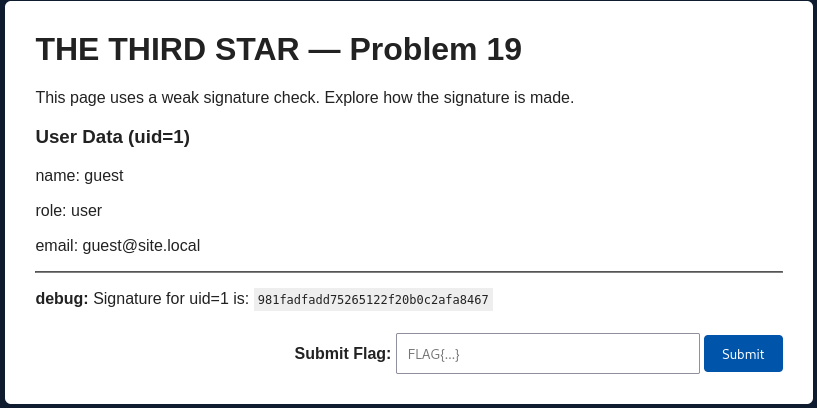 THE THIRD STAR — Problem 19
This page uses a weak signature check. Explore how the signature is made.
User Data (uid=1)
name: guest
role: user
email: guest@site.local
debug: Signature for uid=1 is: 981fadfadd75265122f20b0c2afa8467
Submit Flag: FLAG{...} Submit